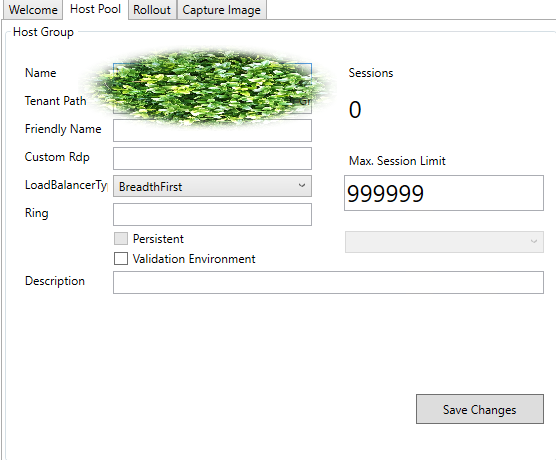 Welcome Host Pool Rollout Capture Image
Host Group
Name
Sessions
Tenant Path
0
Friendly Name
Custom Rdp
Max. Session Limit
LoadBalancerTy
BreadthFirst
999999
Ring
Persistent
Validation Environment
Description
Save Changes